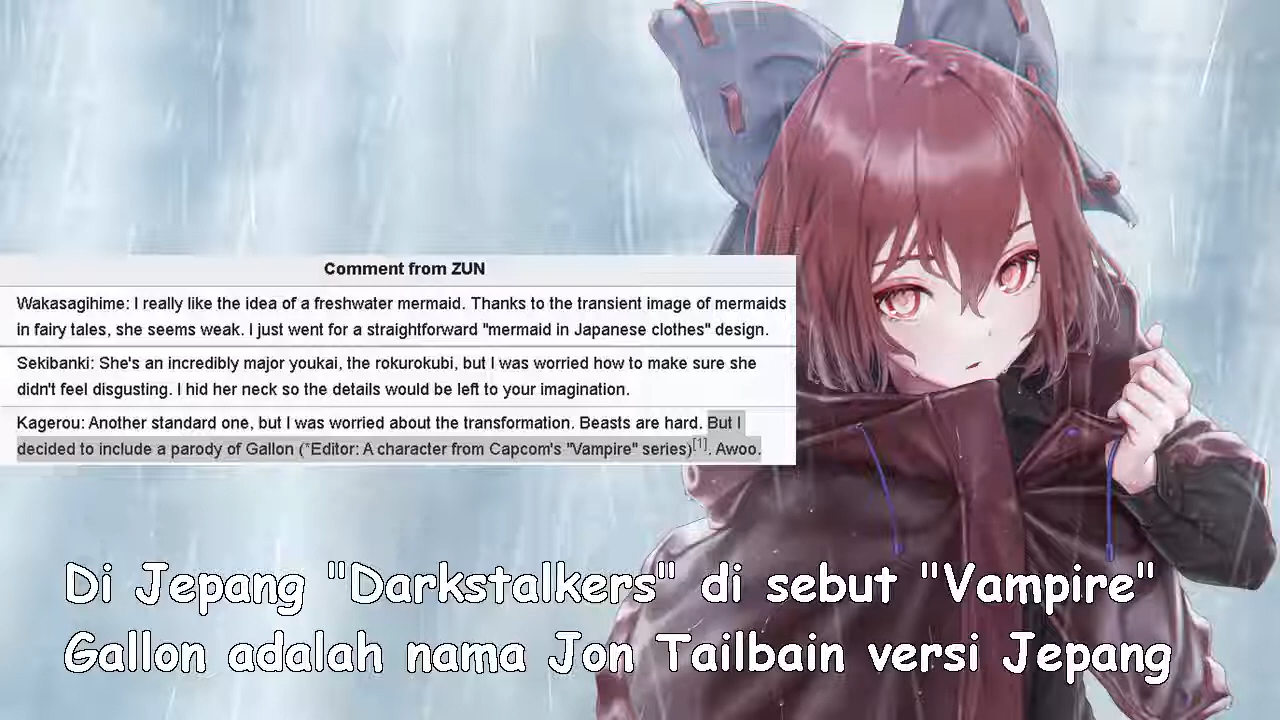 Comment from ZUN
Wakasagihime: I really like the idea of a freshwater mermaid. Thanks to the transient image of mermaids
in fairy tales, she seems weak. I just went for a straightforward "mermaid in Japanese clothes" design.
Sekibanki: She's an incredibly major youkai, the rokurokubi, but I was worried how to make sure she
didn't feel disgusting. I hid her neck so the details would be left to your imagination.
Kagerou: Another standard one, but I was worried about the transformation. Beasts are hard. But I
decided to include a parody of Gallon (*Editor: A character from Capcom's "Vampire" series)[1]. Awoo.
Di Jepang "Darkstalkers" di sebut "Vampire"
Gallon adalah nama Jon Tailbain versi Jepang